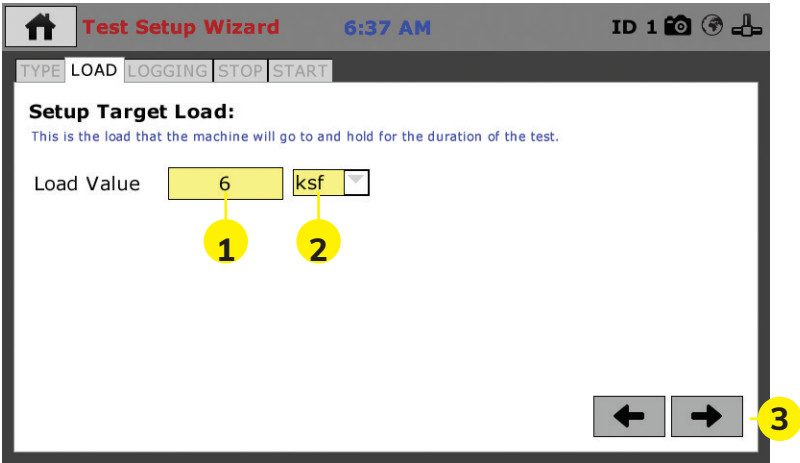 Test Setup Wizard 6:37 AM ID 1
TYPE LOAD LOGGING STOP START
Setup Target Load:
This is the load that the machine will go to and hold for the duration of the test.
Load Value 6 ksf
1 2
3